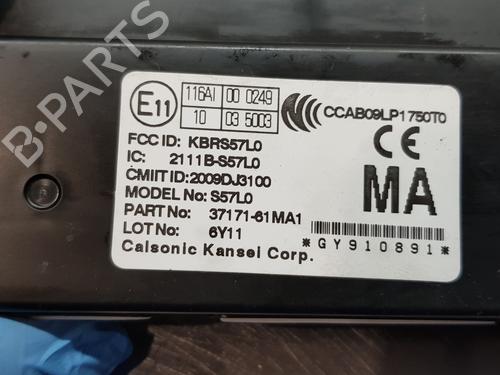 E11
116AI 00 0249
10 03 5003
CCAB09LP1750T0
CE
FCC ID: KBRS57L0
IC: 2111B-S57L0
CMIIT ID:2009DJ3100
MODEL No: S57L0
PART No: 37171-61MA1
LOT No: 6Y11
Calsonic Kansei Corp.
MA
*GY910891*